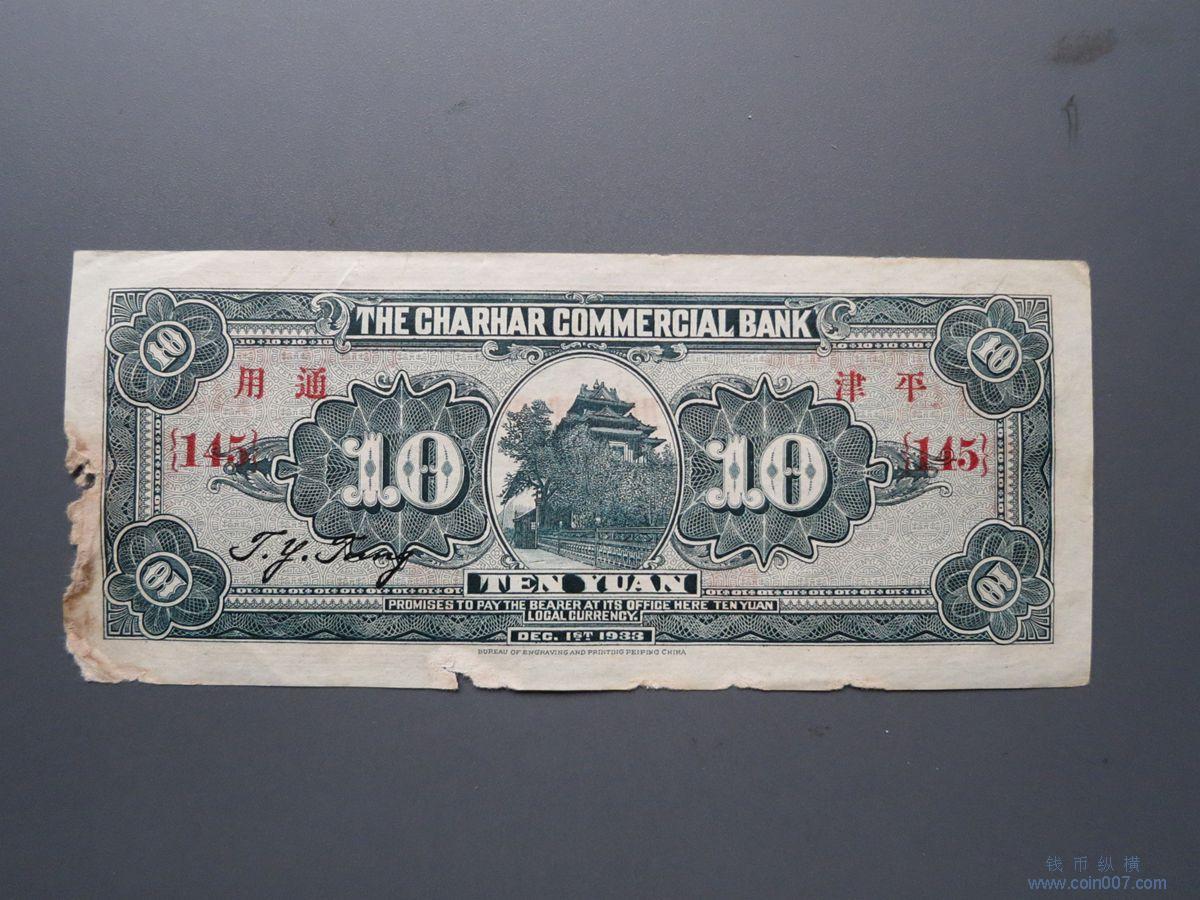 THE CHARHAR COMMERCIAL BANK
10 10
用通 津平
{145} {145}
10 10
T. Y. Tung
10 10
TEN YUAN
PROMISES TO PAY THE BEARER AT ITS OFFICE HERE TEN YUAN
LOCAL CURRENCY.
DEC. 1ST 1933
BUREAU OF ENGRAVING AND PRINTING PEIPING CHINA
钱币纵横
www.coin007.com